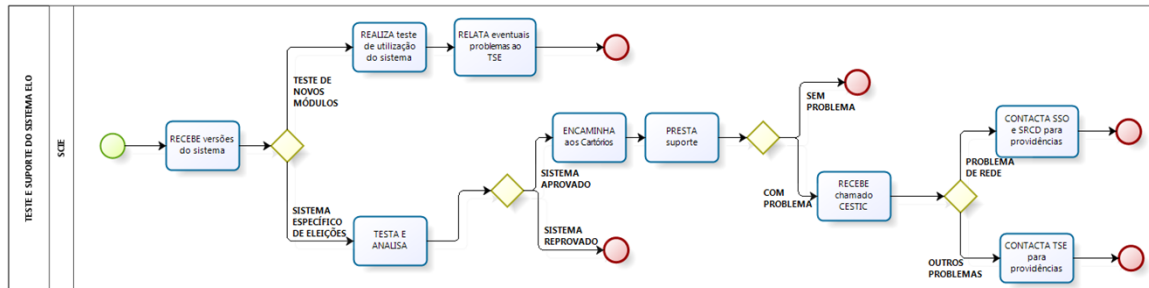 TESTE E SUPORTE DO SISTEMA ELO
SCIE
RECEBE versões
do sistema
TESTE DE
NOVOS
MÓDULOS
REALIZA teste
de utilização
do sistema
RELATA eventuais
problemas ao
TSE
SISTEMA
ESPECÍFICO
DE ELEIÇÕES
TESTA E
ANALISA
SISTEMA
APROVADO
SISTEMA
REPROVADO
ENCAMINHA
aos Cartórios
PRESTA
suporte
SEM
PROBLEMA
COM
PROBLEMA
RECEBE
chamado
CESTIC
PROBLEMA
DE REDE
CONTACTA SSO
e SRCD para
providências
OUTROS
PROBLEMAS
CONTACTA TSE
para
providências